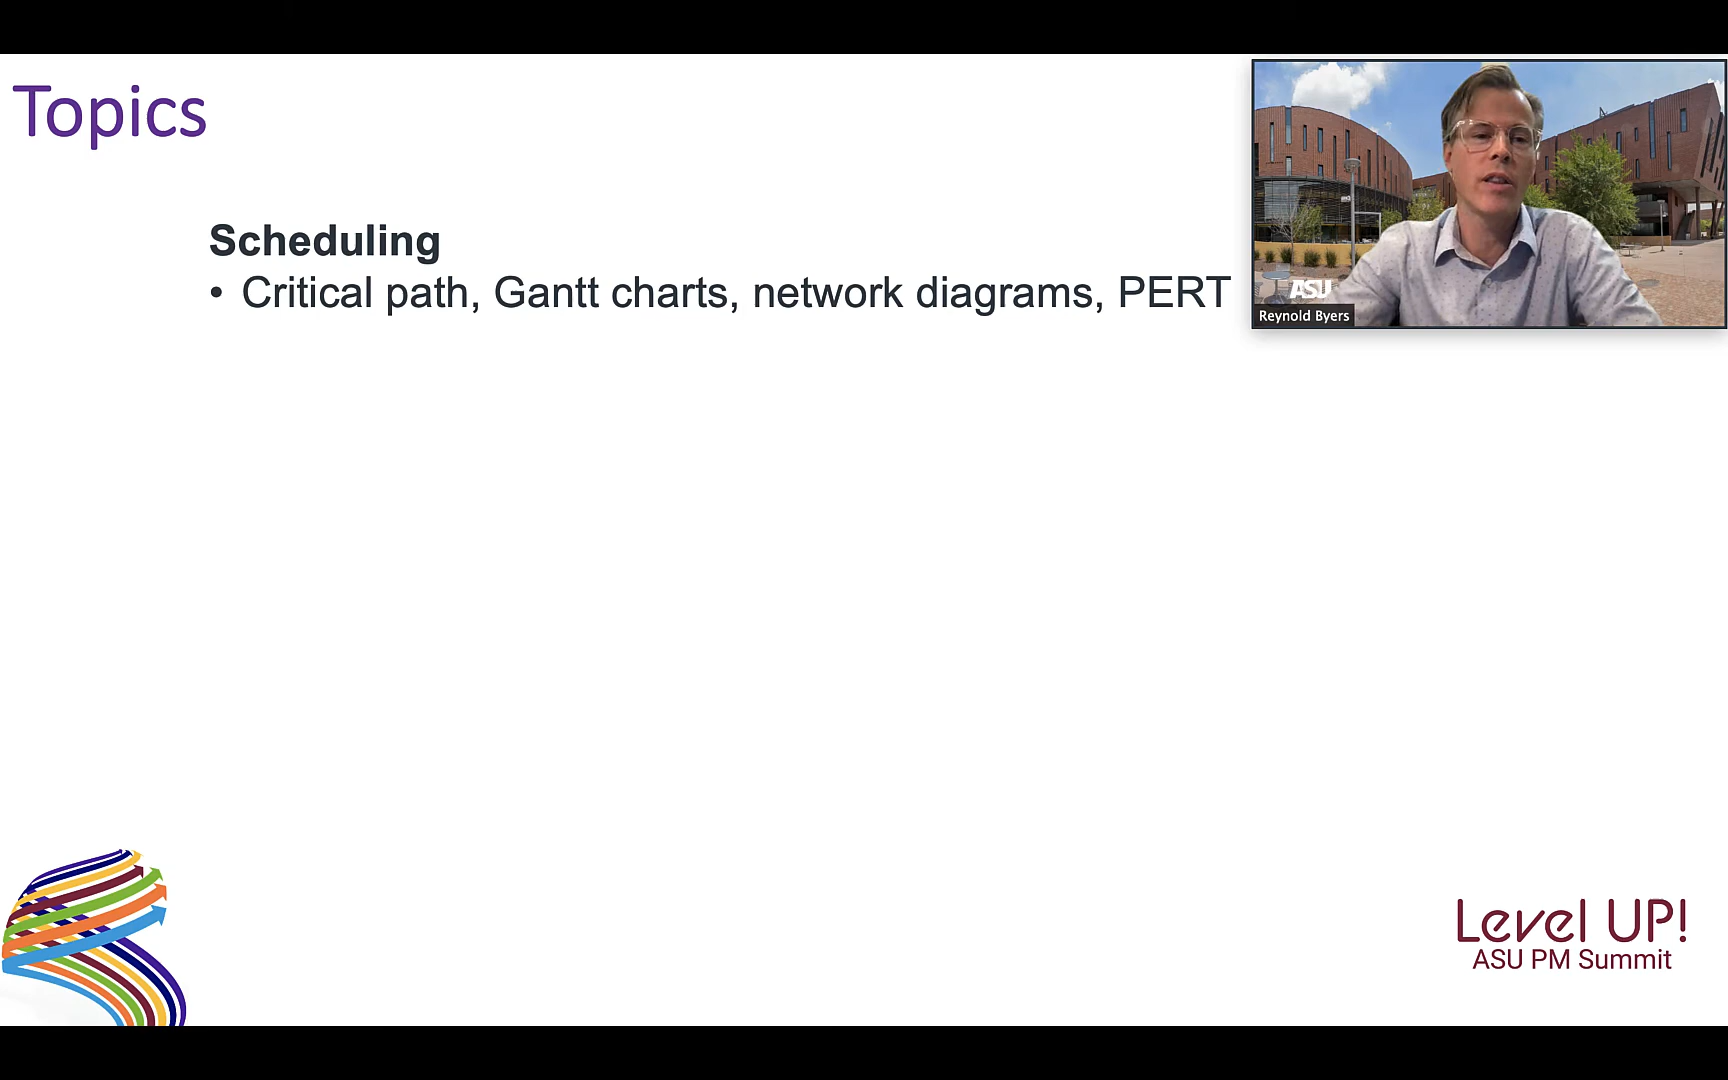 Topics
Scheduling
• Critical path, Gantt charts, network diagrams, PERT
ASU
Reynold Byers
Level UP!
ASU PM Summit